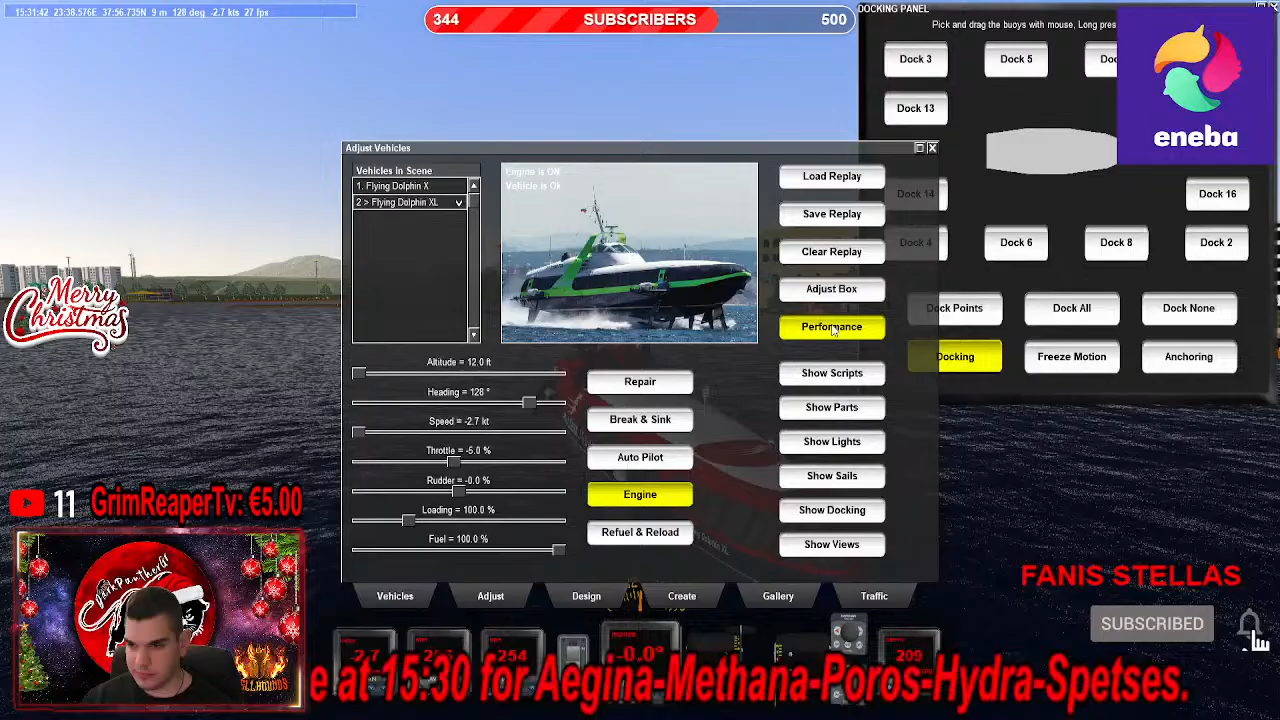 15:31:42 23:38.576E 37:56.735N 9 m 128 deg -2.7 kts 27 fps
344 SUBSCRIBERS 500
DOCKING PANEL
Pick and drag the buoys with mouse, Long pres
Dock 3
Dock 5
Dock 13
eneba
Adjust Vehicles
Vehicles in Scene
1. Flying Dolphin X
2 > Flying Dolphin XL
Engine is ON
Vehicle is Ok
Load Replay
Save Replay
Clear Replay
Adjust Box
Performance
Show Scripts
Show Parts
Show Lights
Show Sails
Show Docking
Show Views
Dock 14
Dock 16
Dock 4
Dock 6
Dock 8
Dock 2
Dock Points
Dock All
Dock None
Docking
Freeze Motion
Anchoring
Merry
Christmas
Altitude = 12.0 ft
Heading = 128 °
Speed = -2.7 kt
Throttle = -5.0 %
Rudder = -0.0 %
Loading = 100.0 %
Fuel = 100.0 %
Repair
Break & Sink
Auto Pilot
Engine
Refuel & Reload
Vehicles
Adjust
Design
Create
Gallery
Traffic
11 GrimReaperTv: €5.00
FANIS STELLAS
SUBSCRIBED
-2.7
254
-0.0°
209
e at 15:30 for Aegina-Methana-Poros-Hydra-Spetses.